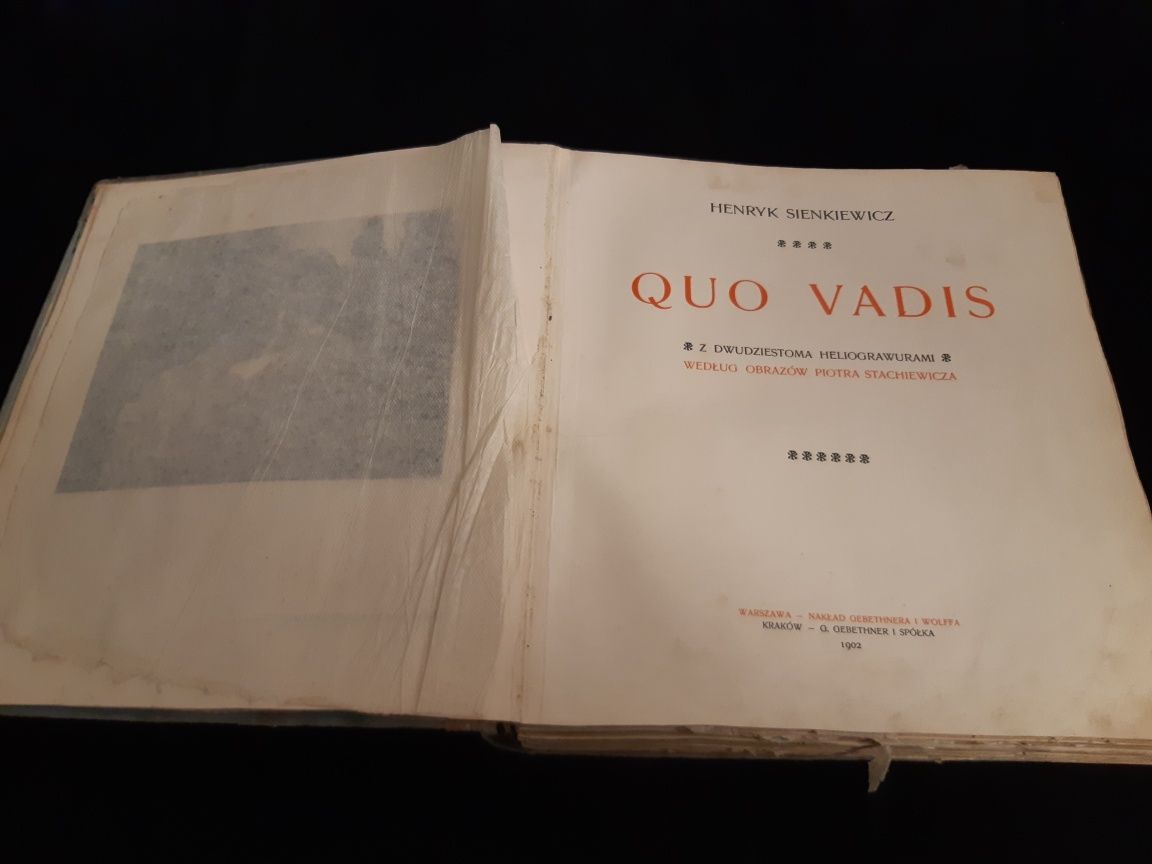 HENRYK SIENKIEWICZ
QUO VADIS
Z DWUDZIESTOMA HELIOGRAWURAMI
WEDŁUG OBRAZÓW PIOTRA STACHIEWICZA
WARSZAWA – NAKŁAD GEBETHNERA I WOLFFA
KRAKÓW – G. GEBETHNER I SPÓŁKA
1902